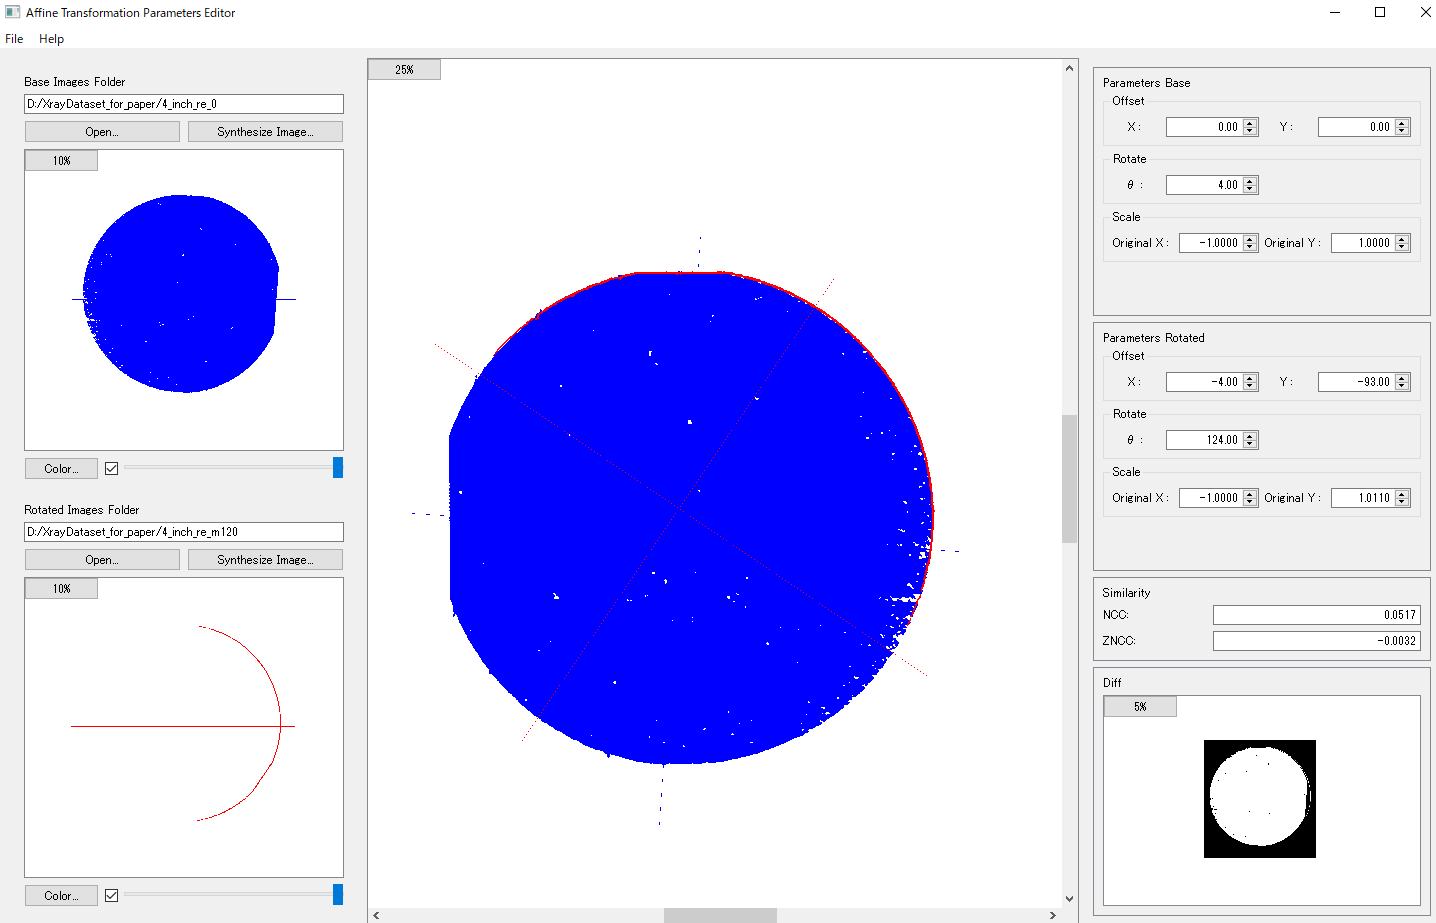 Affine Transformation Parameters Editor
File Help
Base Images Folder
D:/XrayDataset_for_paper/4_inch_re_0
Open... Synthesize Image...
10%
Color...
Rotated Images Folder
D:/XrayDataset_for_paper/4_inch_re_m120
Open... Synthesize Image...
10%
Color...
25%
Parameters Base
Offset
X : 0.00 Y : 0.00
Rotate
θ : 4.00
Scale
Original X : -1.0000 Original Y : 1.0000
Parameters Rotated
Offset
X : -4.00 Y : -93.00
Rotate
θ : 124.00
Scale
Original X : -1.0000 Original Y : 1.0110
Similarity
NCC: 0.0517
ZNCC: -0.0032
Diff
5%